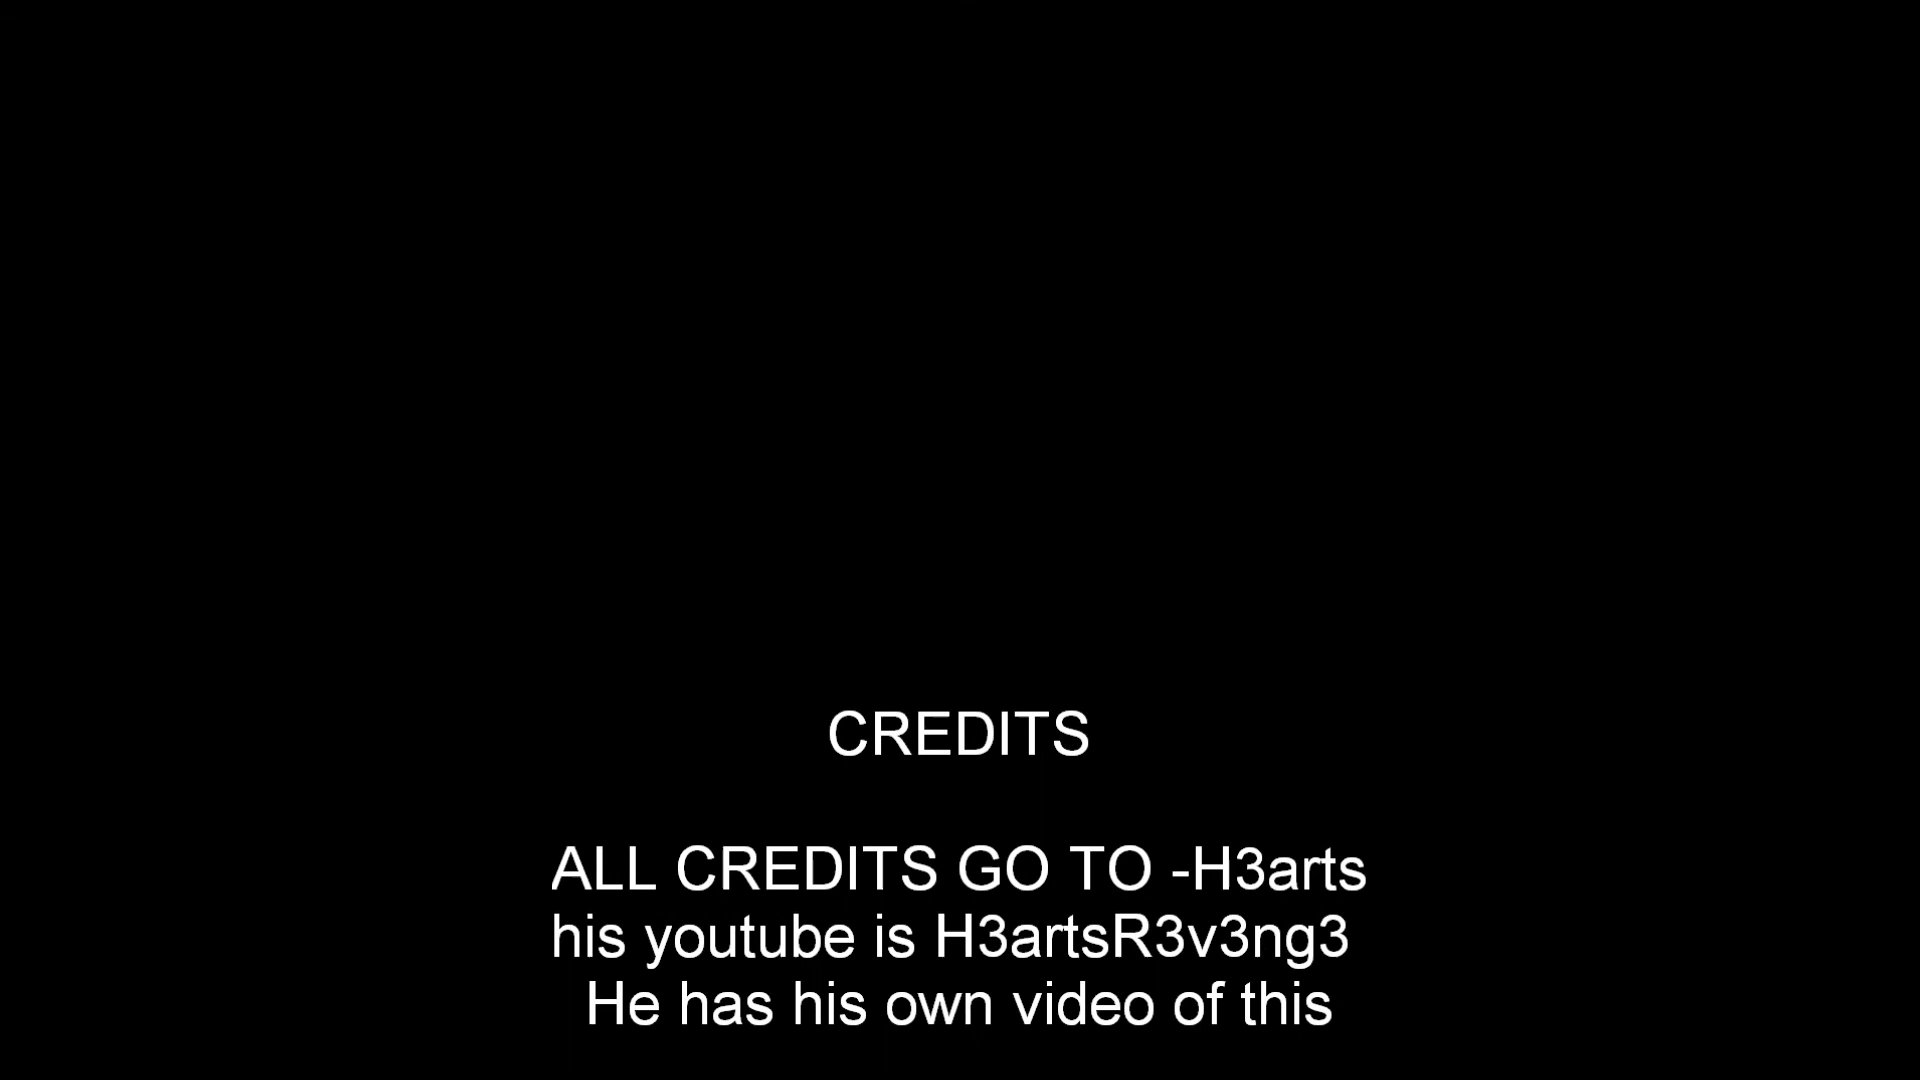 CREDITS
ALL CREDITS GO TO -H3arts
his youtube is H3artsR3v3ng3
He has his own video of this